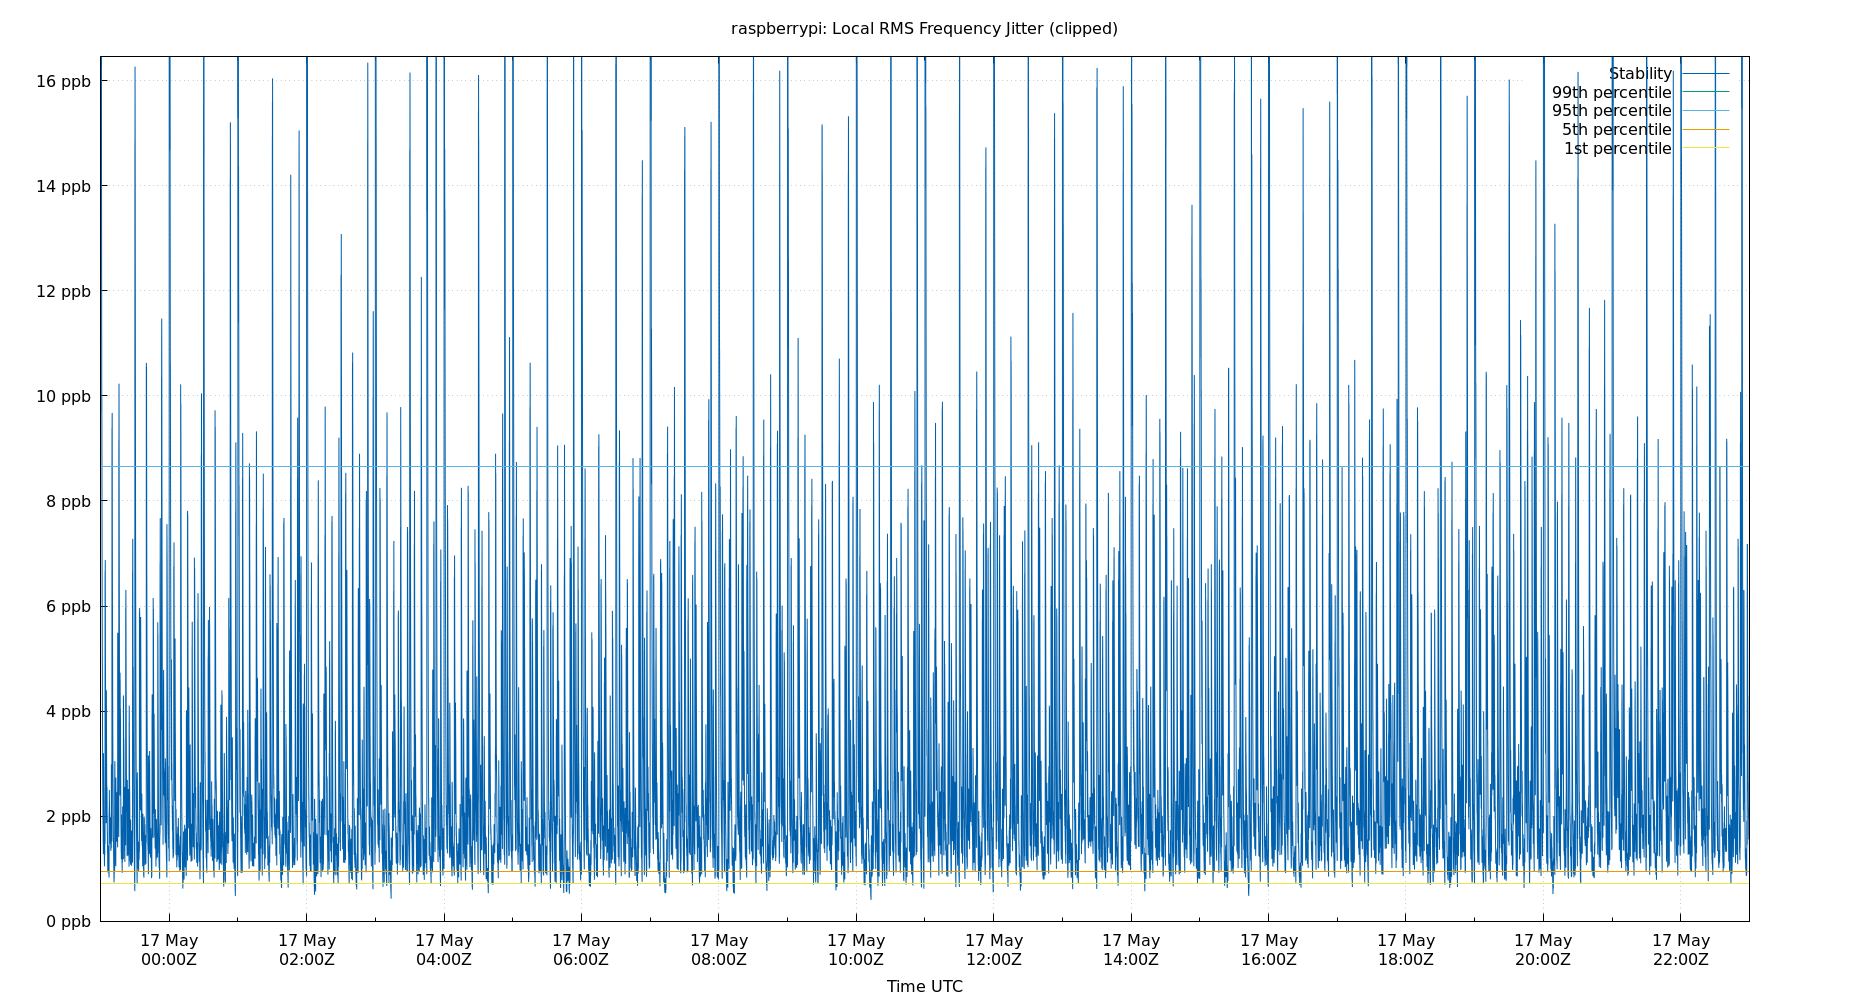 raspberrypi: Local RMS Frequency Jitter (clipped)
16 ppb
14 ppb
12 ppb
10 ppb
8 ppb
6 ppb
4 ppb
2 ppb
0 ppb
Stability
99th percentile
95th percentile
5th percentile
1st percentile
17 May 17 May 17 May 17 May 17 May 17 May 17 May 17 May 17 May 17 May 17 May 17 May
00:00Z 02:00Z 04:00Z 06:00Z 08:00Z 10:00Z 12:00Z 14:00Z 16:00Z 18:00Z 20:00Z 22:00Z
Time UTC